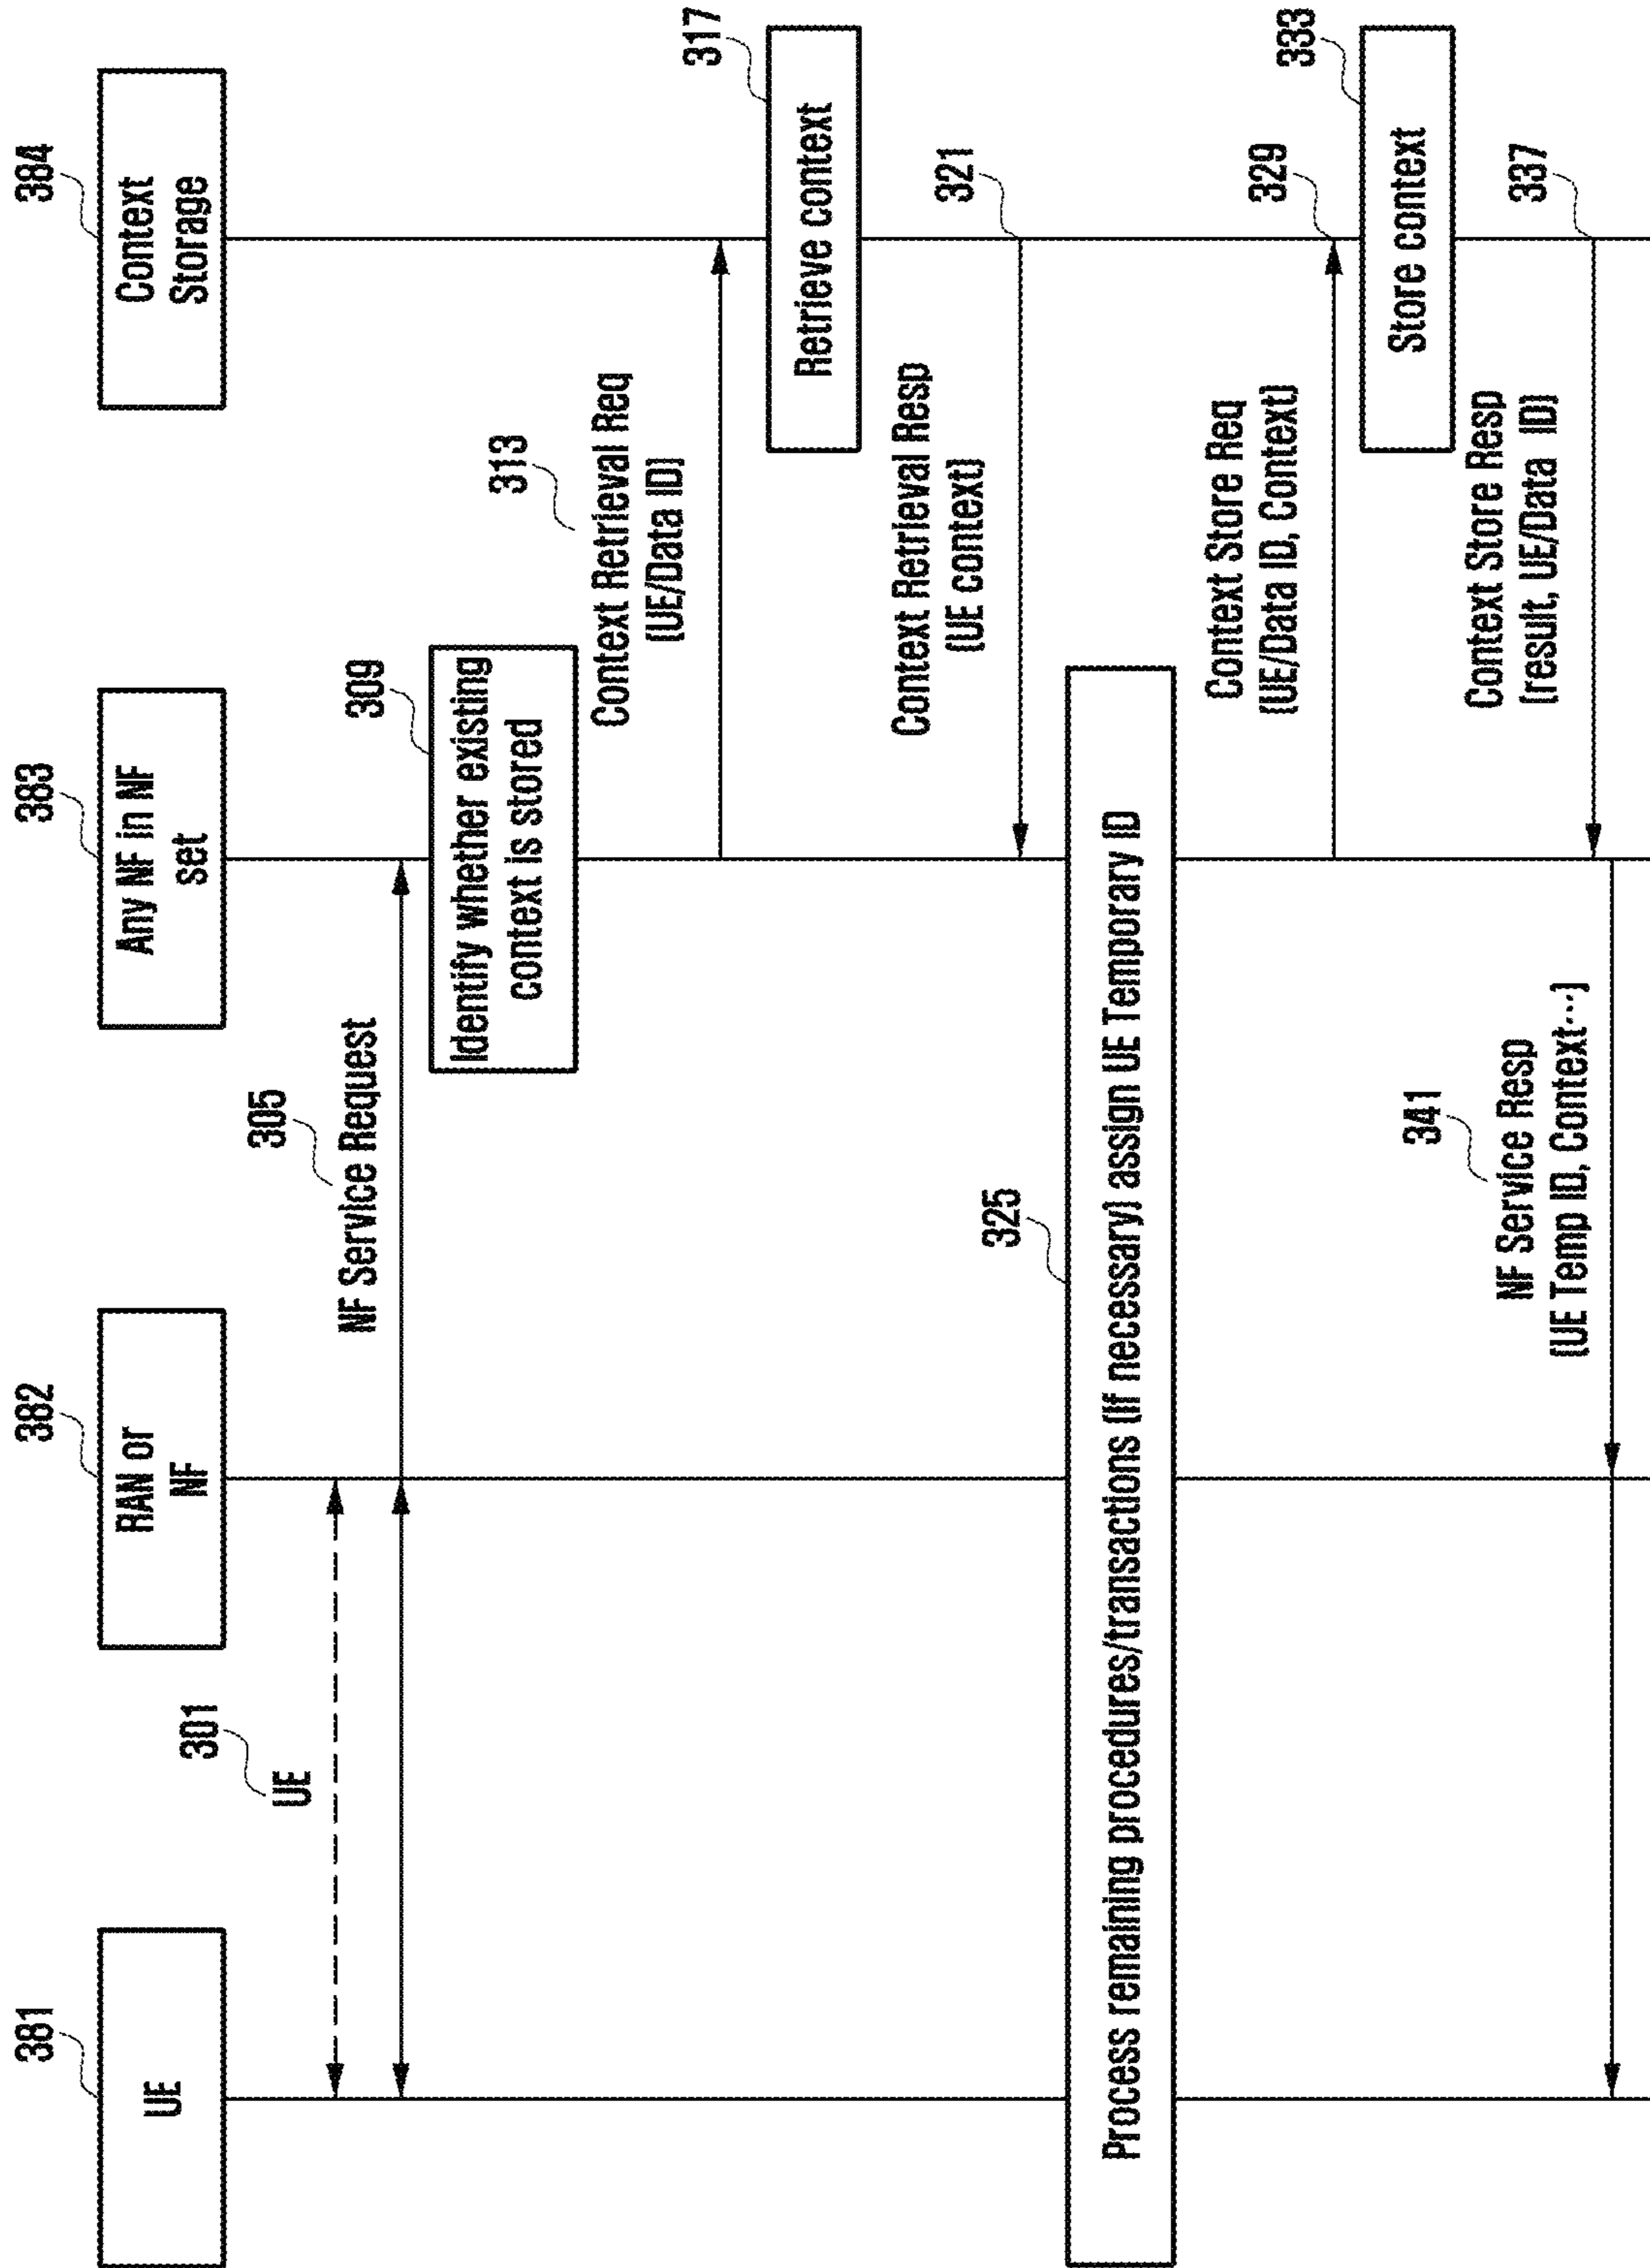 381
UE
382
RAN or
NF
383
Any NF in NF
set
384
Context
Storage
301
UE
305
NF Service Request
309
Identify whether existing
context is stored
313
Context Retrieval Req
(UE/Data ID)
317
Retrieve context
Context Retrieval Resp
(UE context)
321
325
Process remaining procedures/transactions (If necessary) assign UE Temporary ID
Context Store Req
(UE/Data ID, Context)
329
333
Store context
Context Store Resp
(result, UE/Data ID)
337
341
NF Service Resp
(UE Temp ID, Context···)